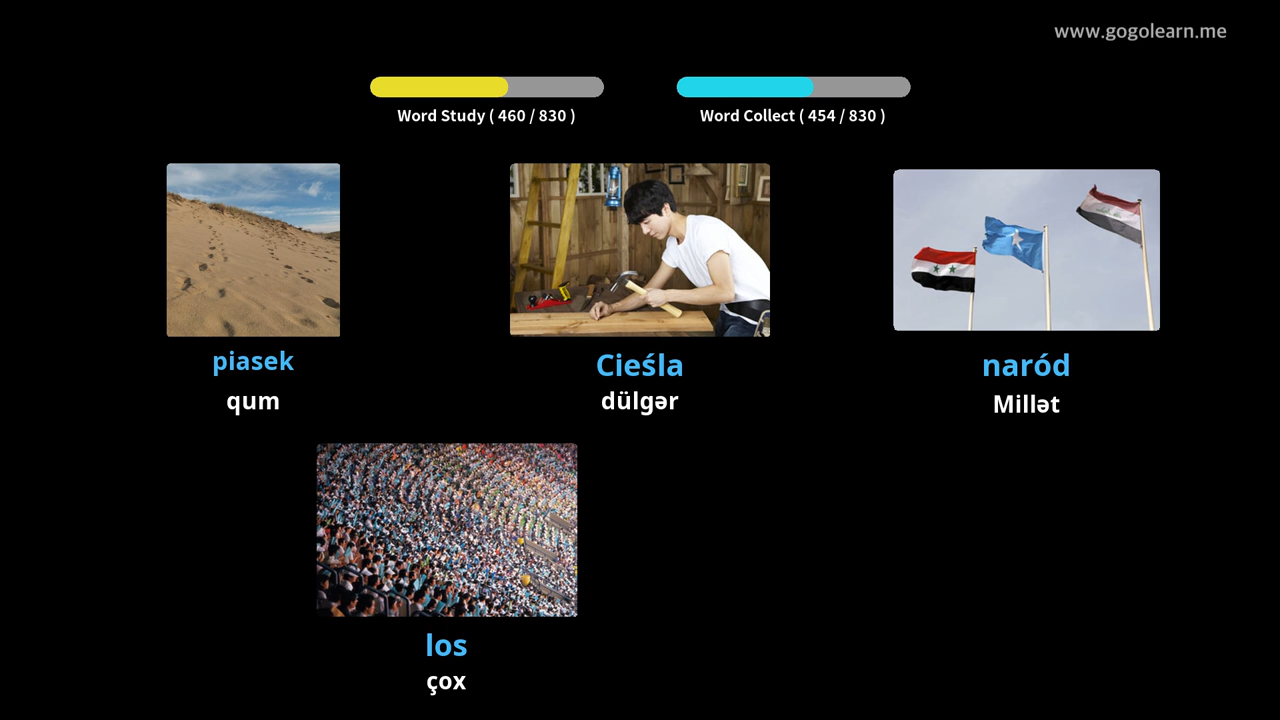 www.gogolearn.me
Word Study ( 460 / 830 )
Word Collect ( 454 / 830 )
piasek
qum
Cieśla
dülgər
naród
Millət
los
çox